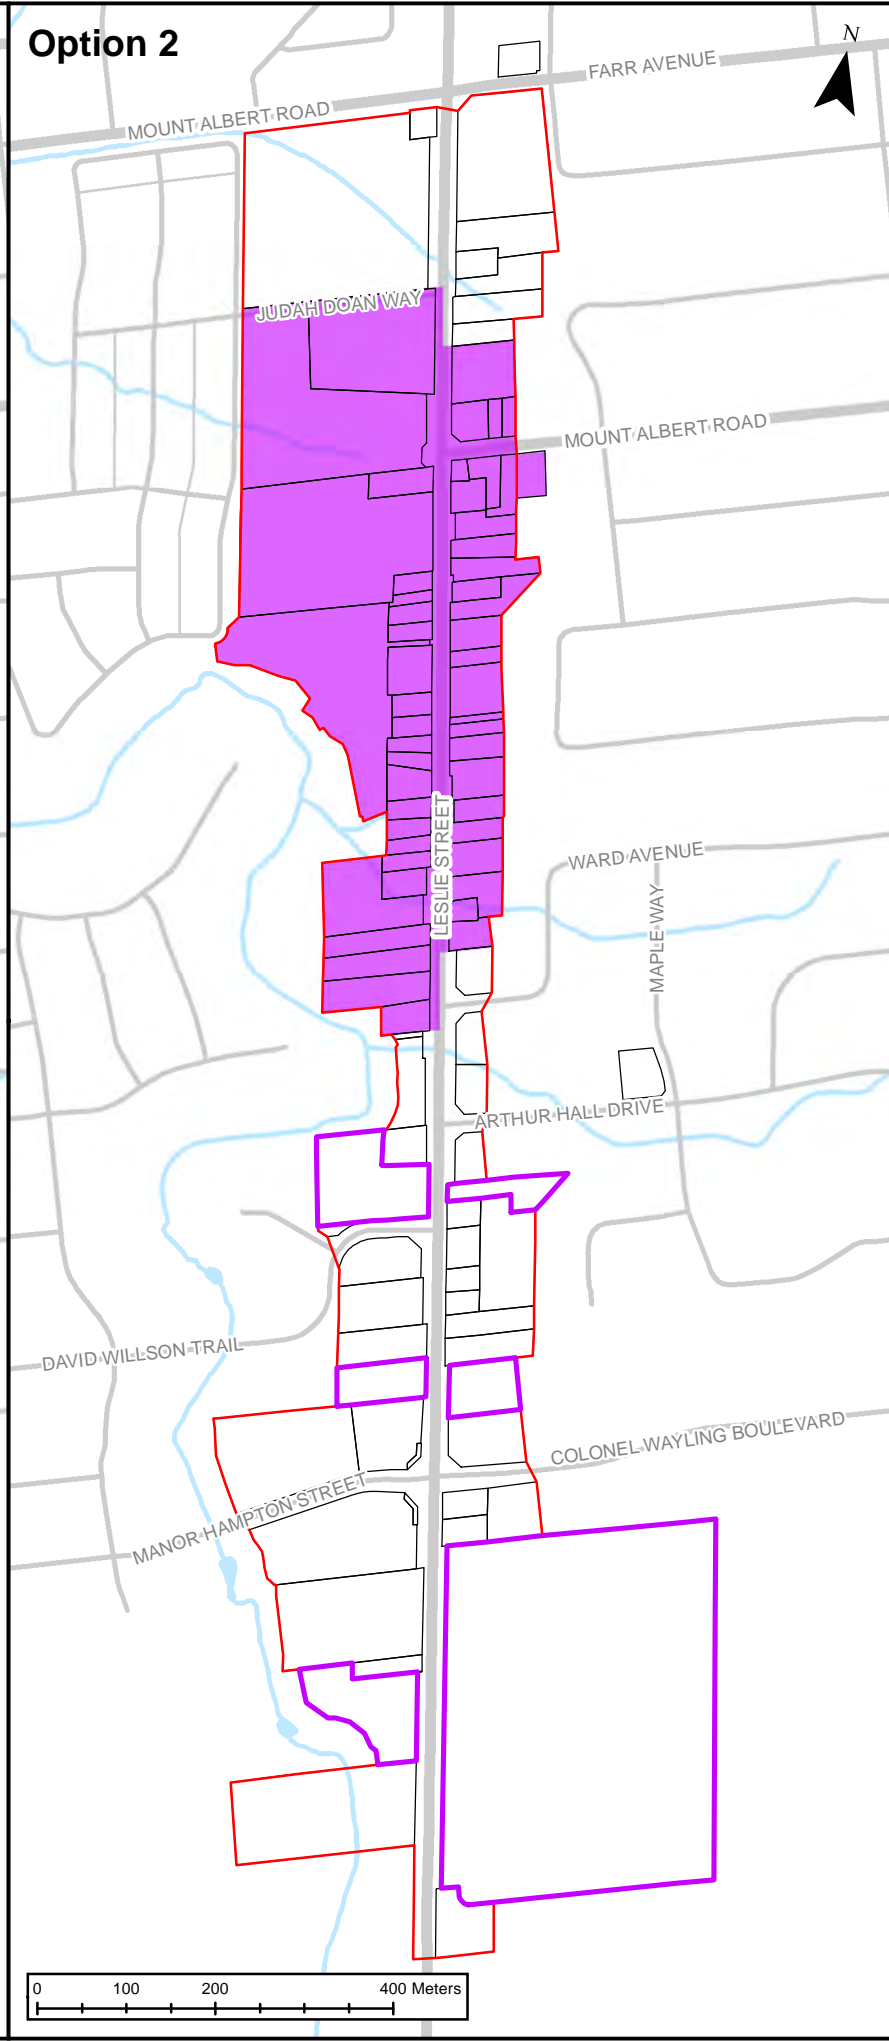 Option 2
N
FARR AVENUE
MOUNT ALBERT ROAD
JUDAH DOAN WAY
MOUNT ALBERT ROAD
LESLIE STREET
WARD AVENUE
MAPLE WAY
ARTHUR HALL DRIVE
DAVID WILLSON TRAIL
COLONEL WAYLING BOULEVARD
MANOR HAMPTON STREET
0 100 200 400 Meters